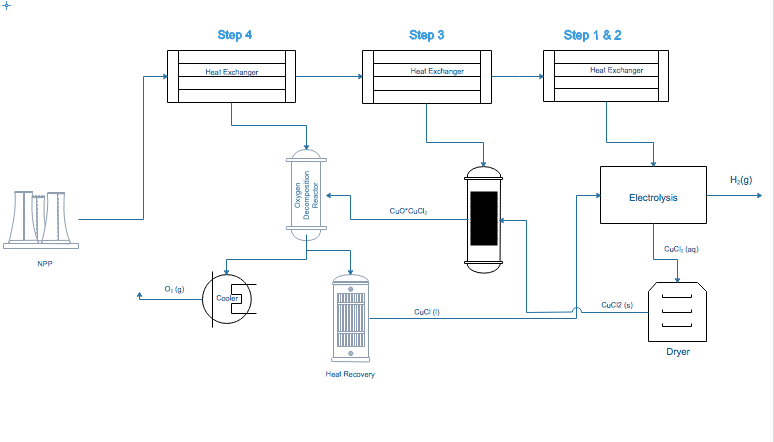 Step 4
Step 3
Step 1 & 2
Heat Exchanger
Heat Exchanger
Heat Exchanger
Oxygen
Decomposition
Reactor
H₂(g)
Electrolysis
CuO*CuCl₂
NPP
CuCl₂ (aq)
O₂ (g)
Cooler
CuCl (l)
CuCl2 (s)
Dryer
Heat Recovery